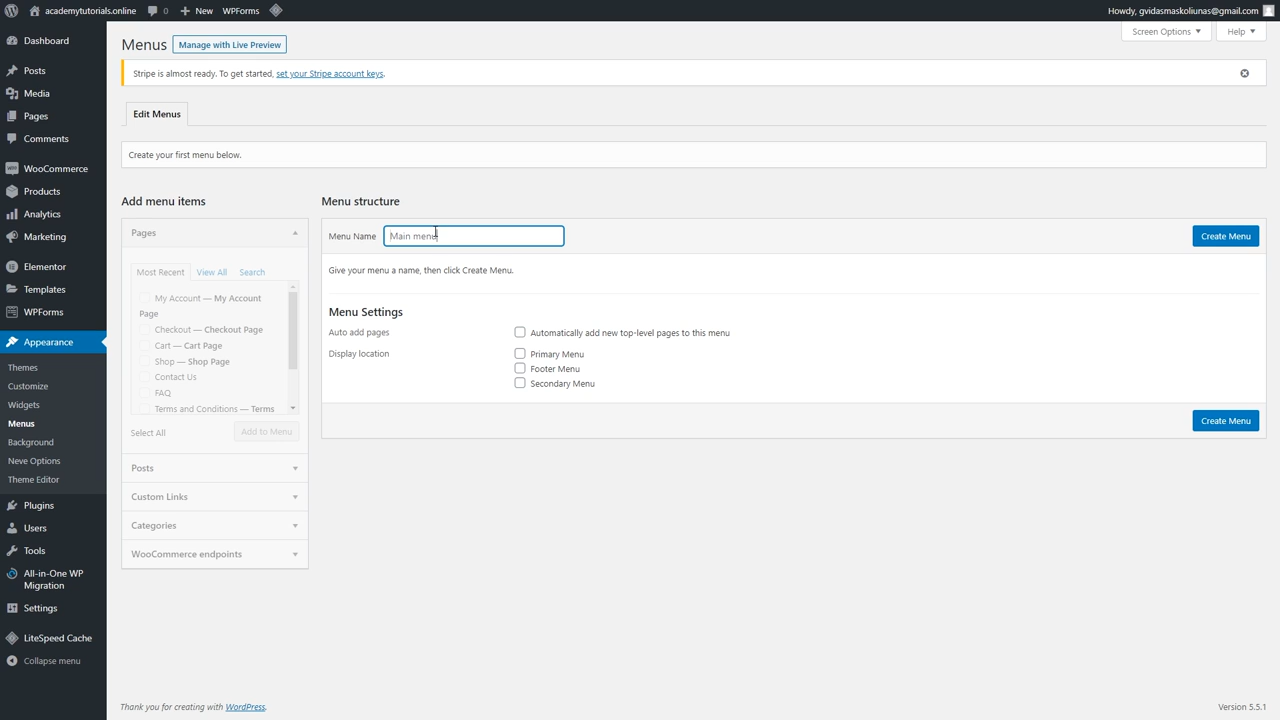 academytutorials.online
0
New
WPForms
Howdy, gvidasmaskoliunas@gmail.com
Dashboard
Posts
Media
Pages
Comments
WooCommerce
Products
Analytics
Marketing
Elementor
Templates
WPForms
Appearance
Themes
Customize
Widgets
Menus
Background
Neve Options
Theme Editor
Plugins
Users
Tools
All-in-One WP
Migration
Settings
LiteSpeed Cache
Collapse menu
Menus
Manage with Live Preview
Screen Options
Help
Stripe is almost ready. To get started, set your Stripe account keys.
Edit Menus
Create your first menu below.
Add menu items
Pages
Most Recent
View All
Search
My Account — My Account
Page
Checkout — Checkout Page
Cart — Cart Page
Shop — Shop Page
Contact Us
FAQ
Terms and Conditions — Terms
Select All
Add to Menu
Posts
Custom Links
Categories
WooCommerce endpoints
Menu structure
Menu Name
Main menu
Create Menu
Give your menu a name, then click Create Menu.
Menu Settings
Auto add pages
Automatically add new top-level pages to this menu
Display location
Primary Menu
Footer Menu
Secondary Menu
Create Menu
Thank you for creating with WordPress.
Version 5.5.1